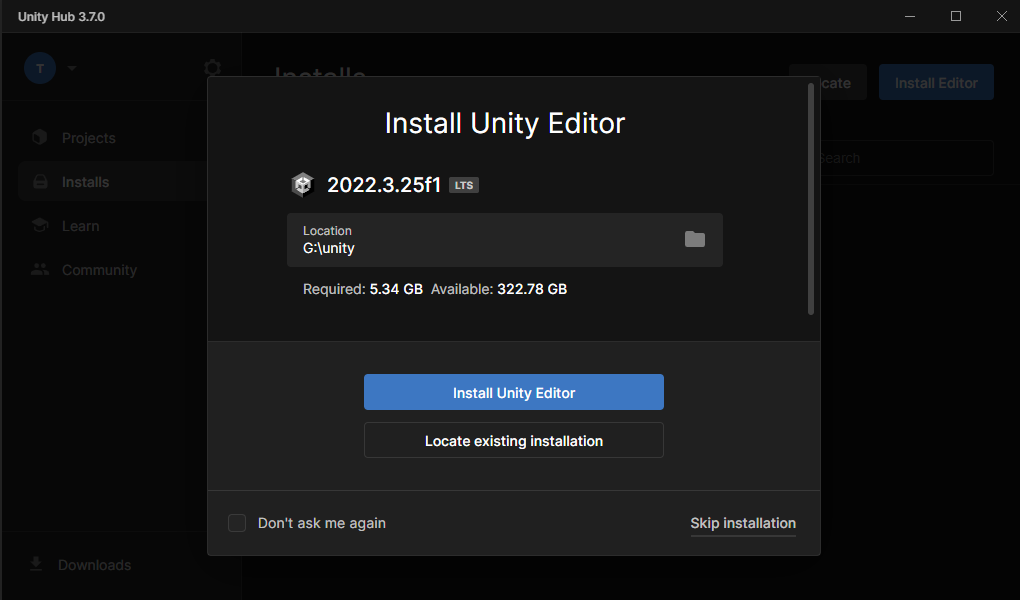 Unity Hub 3.7.0
T
Installs
cate
Install Editor
Projects
Installs
Learn
Community
Search
Install Unity Editor
2022.3.25f1 LTS
Location
G:\unity
Required: 5.34 GB Available: 322.78 GB
Install Unity Editor
Locate existing installation
Don't ask me again
Skip installation
Downloads